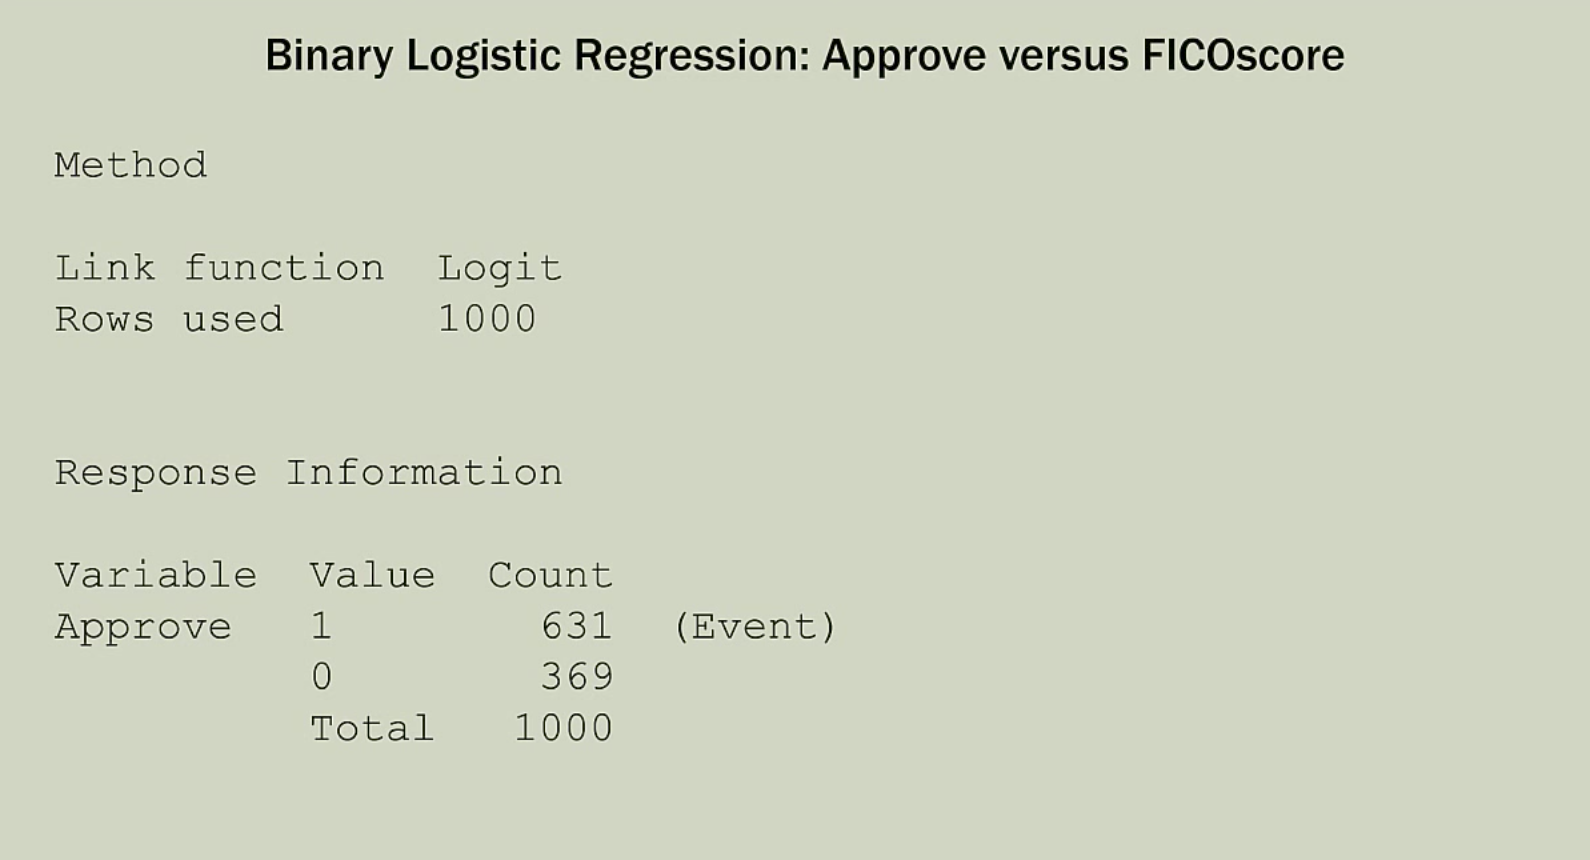 Binary Logistic Regression: Approve versus FICOscore
Method
Link function  Logit
Rows used      1000
Response Information
Variable  Value  Count
Approve   1        631  (Event)
          0        369
          Total   1000